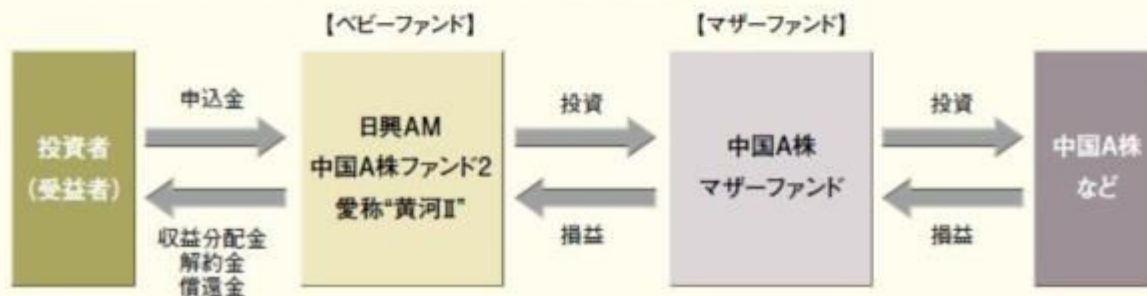 【ベビーファンド】
【マザーファンド】
投資者
(受益者)
申込金
収益分配金
解約金
償還金
日興AM
中国A株ファンド2
愛称“黄河Ⅱ”
投資
損益
中国A株
マザーファンド
投資
損益
中国A株
など